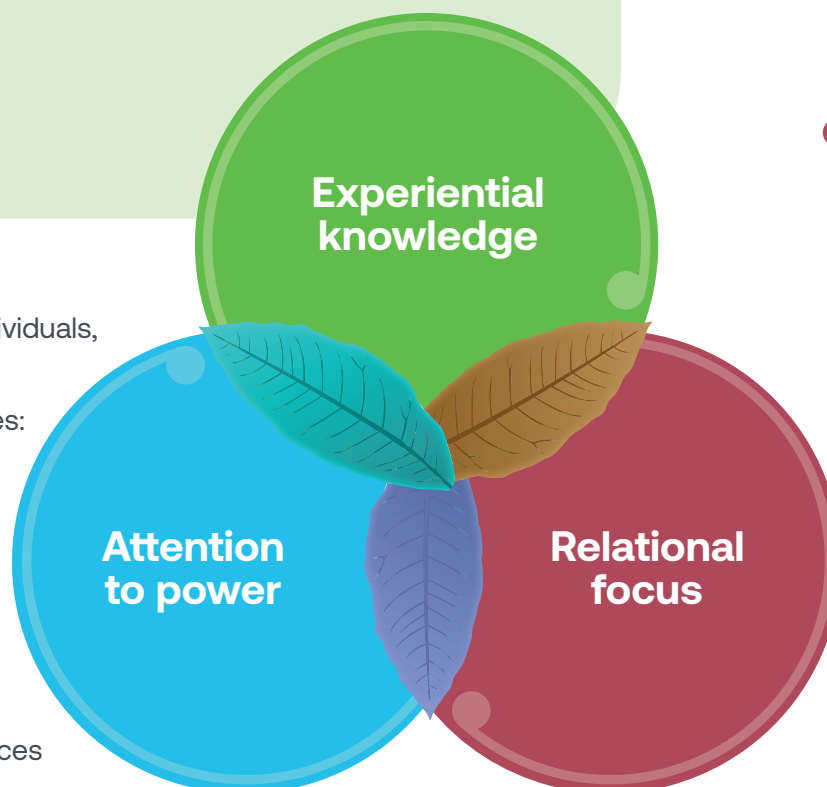 Experiential
knowledge
ividuals,
es:
Attention
to power
Relational
focus
ces